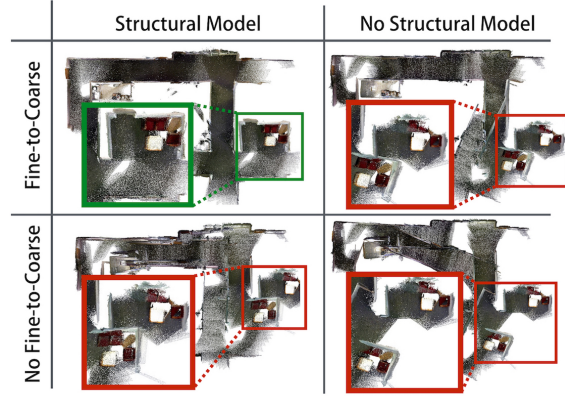 Structural Model
No Structural Model
Fine-to-Coarse
No Fine-to-Coarse